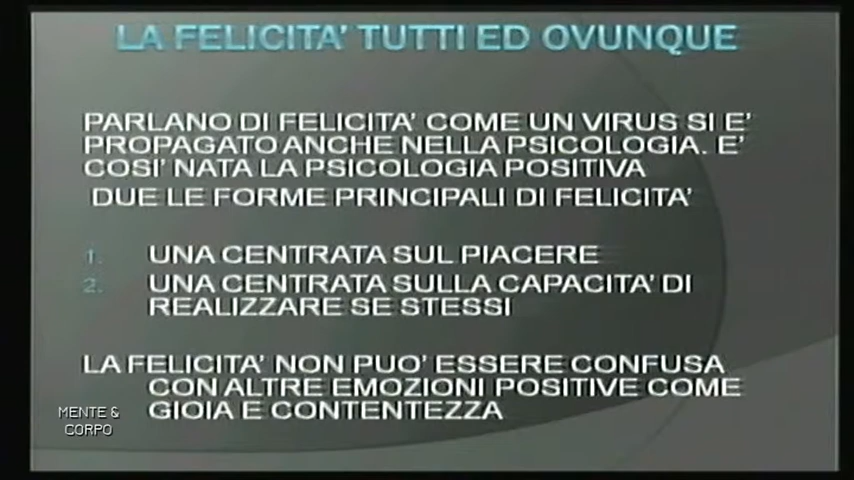 LA FELICITA' TUTTI ED OVUNQUE
PARLANO DI FELICITA' COME UN VIRUS SI E'
PROPAGATO ANCHE NELLA PSICOLOGIA. E'
COSI' NATA LA PSICOLOGIA POSITIVA
DUE LE FORME PRINCIPALI DI FELICITA'
1. UNA CENTRATA SUL PIACERE
2. UNA CENTRATA SULLA CAPACITA' DI
REALIZZARE SE STESSI
LA FELICITA' NON PUO' ESSERE CONFUSA
CON ALTRE EMOZIONI POSITIVE COME
GIOIA E CONTENTEZZA
MENTE &
CORPO